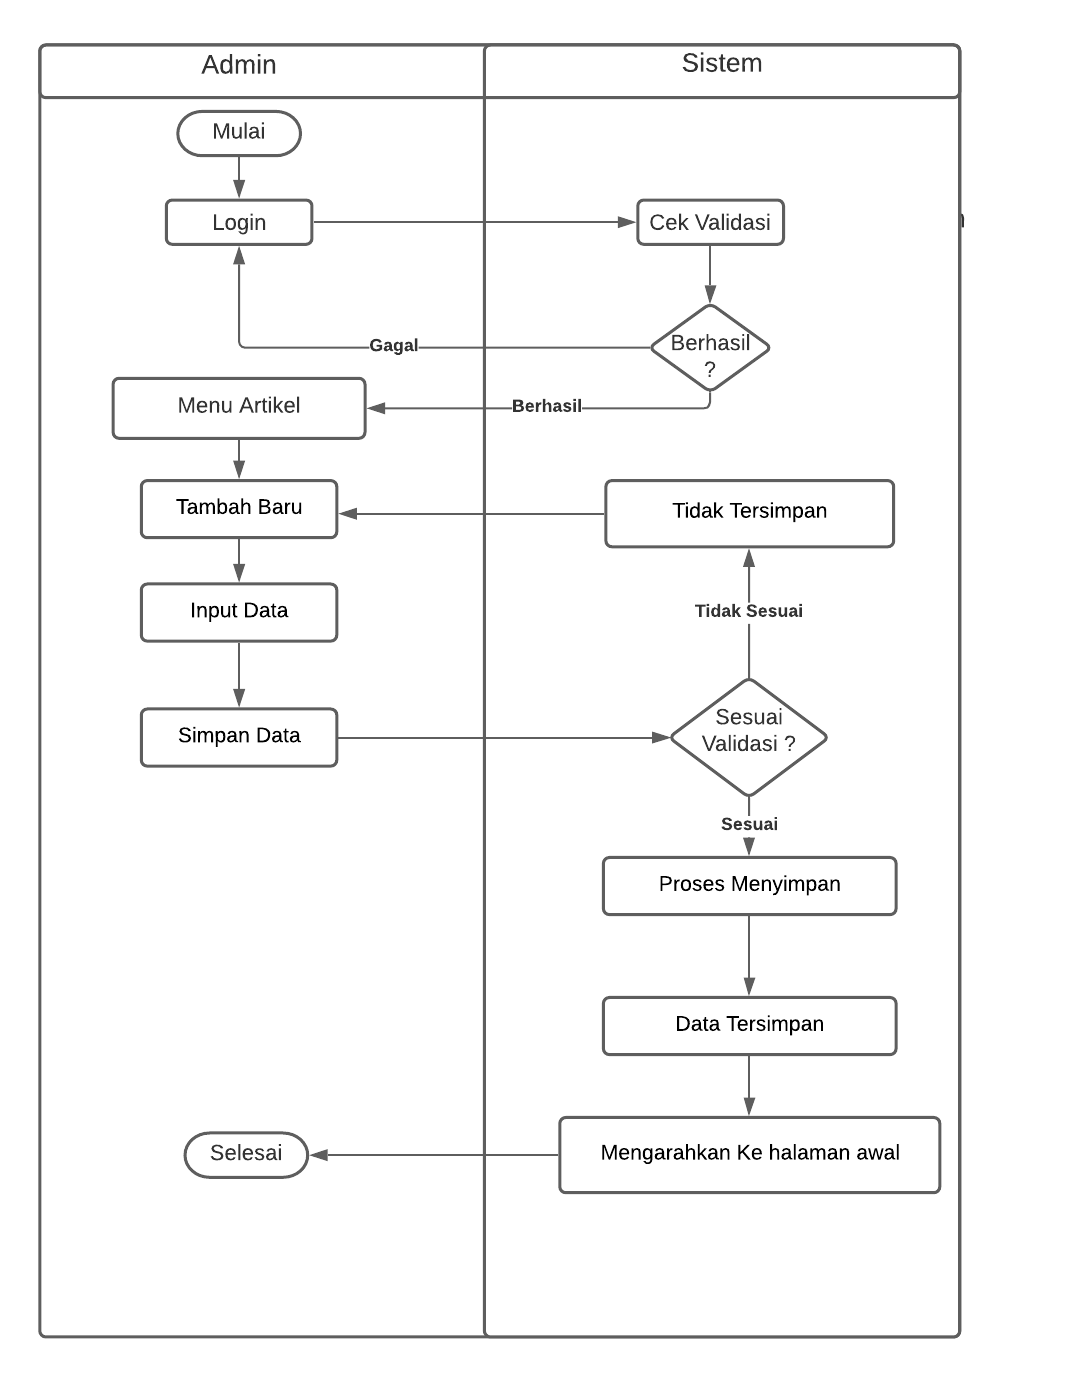 Admin
Sistem
Mulai
Login
Cek Validasi
Berhasil
?
Gagal
Berhasil
Menu Artikel
Tambah Baru
Tidak Tersimpan
Input Data
Tidak Sesuai
Simpan Data
Sesuai
Validasi ?
Sesuai
Proses Menyimpan
Data Tersimpan
Mengarahkan Ke halaman awal
Selesai